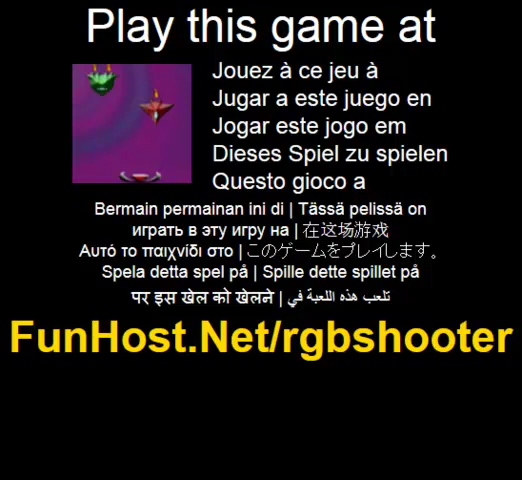 Play this game at
Jouez à ce jeu à
Jugar a este juego en
Jogar este jogo em
Dieses Spiel zu spielen
Questo gioco a
Bermain permainan ini di | Tässä pelissä on
играть в эту игру на | 在这场游戏
Αυτό το παιχνίδι στο | このゲームをプレイします。
Spela detta spel på | Spille dette spillet på
पर इस खेल को खेलने | تلعب هذه اللعبة في
FunHost.Net/rgbshooter